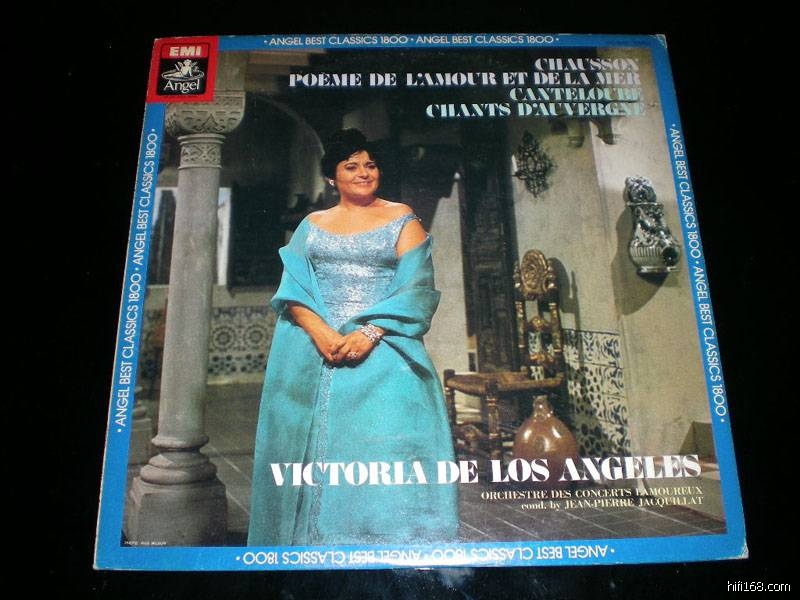 · ANGEL BEST CLASSICS 1800 · ANGEL BEST CLASSICS 1800 ·
EMI
Angel
CHAUSSON
POÈME DE L'AMOUR ET DE LA MER
CANTELOUBE
CHANTS D'AUVERGNE
· ANGEL BEST CLASSICS 1800 · ANGEL BEST CLASSICS 1800 ·
· ANGEL BEST CLASSICS 1800 · ANGEL BEST CLASSICS 1800 ·
VICTORIA DE LOS ANGELES
ORCHESTRE DES CONCERTS LAMOUREUX
cond. by JEAN-PIERRE JACQUILLAT
· ANGEL BEST CLASSICS 1800 · ANGEL BEST CLASSICS 1800 ·
hifi168.com